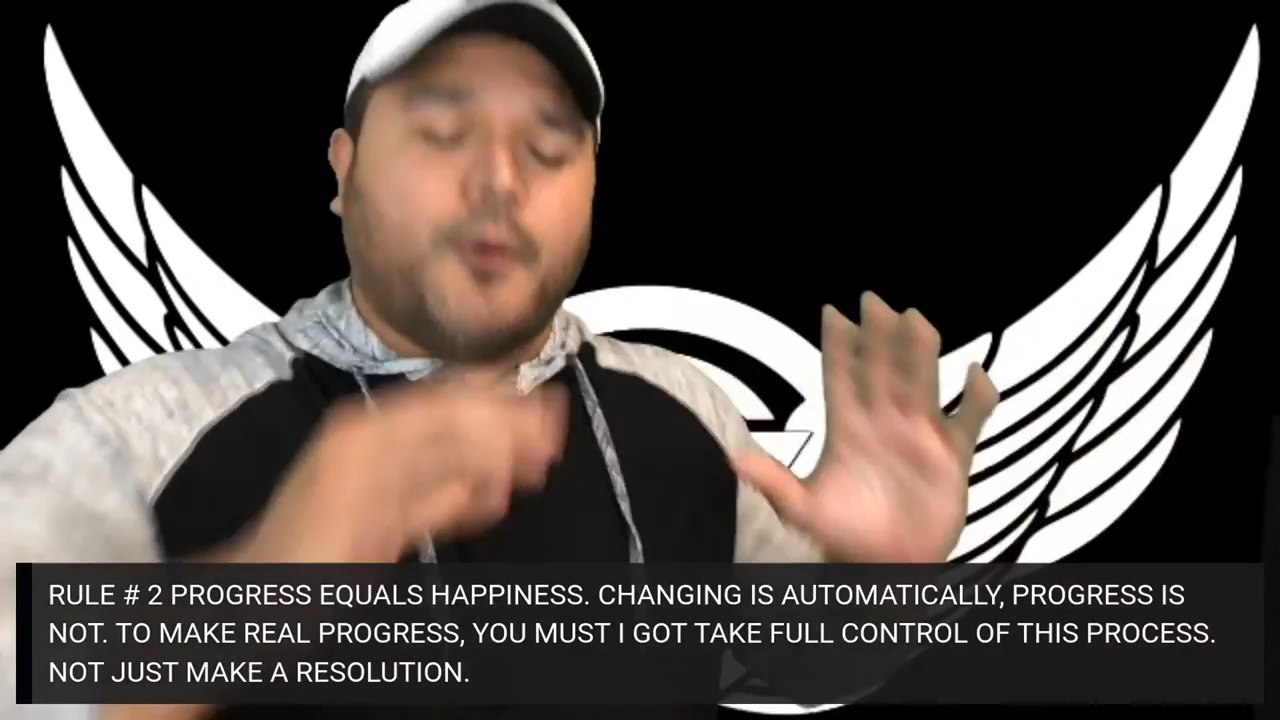 RULE # 2 PROGRESS EQUALS HAPPINESS. CHANGING IS AUTOMATICALLY, PROGRESS IS
NOT. TO MAKE REAL PROGRESS, YOU MUST I GOT TAKE FULL CONTROL OF THIS PROCESS.
NOT JUST MAKE A RESOLUTION.